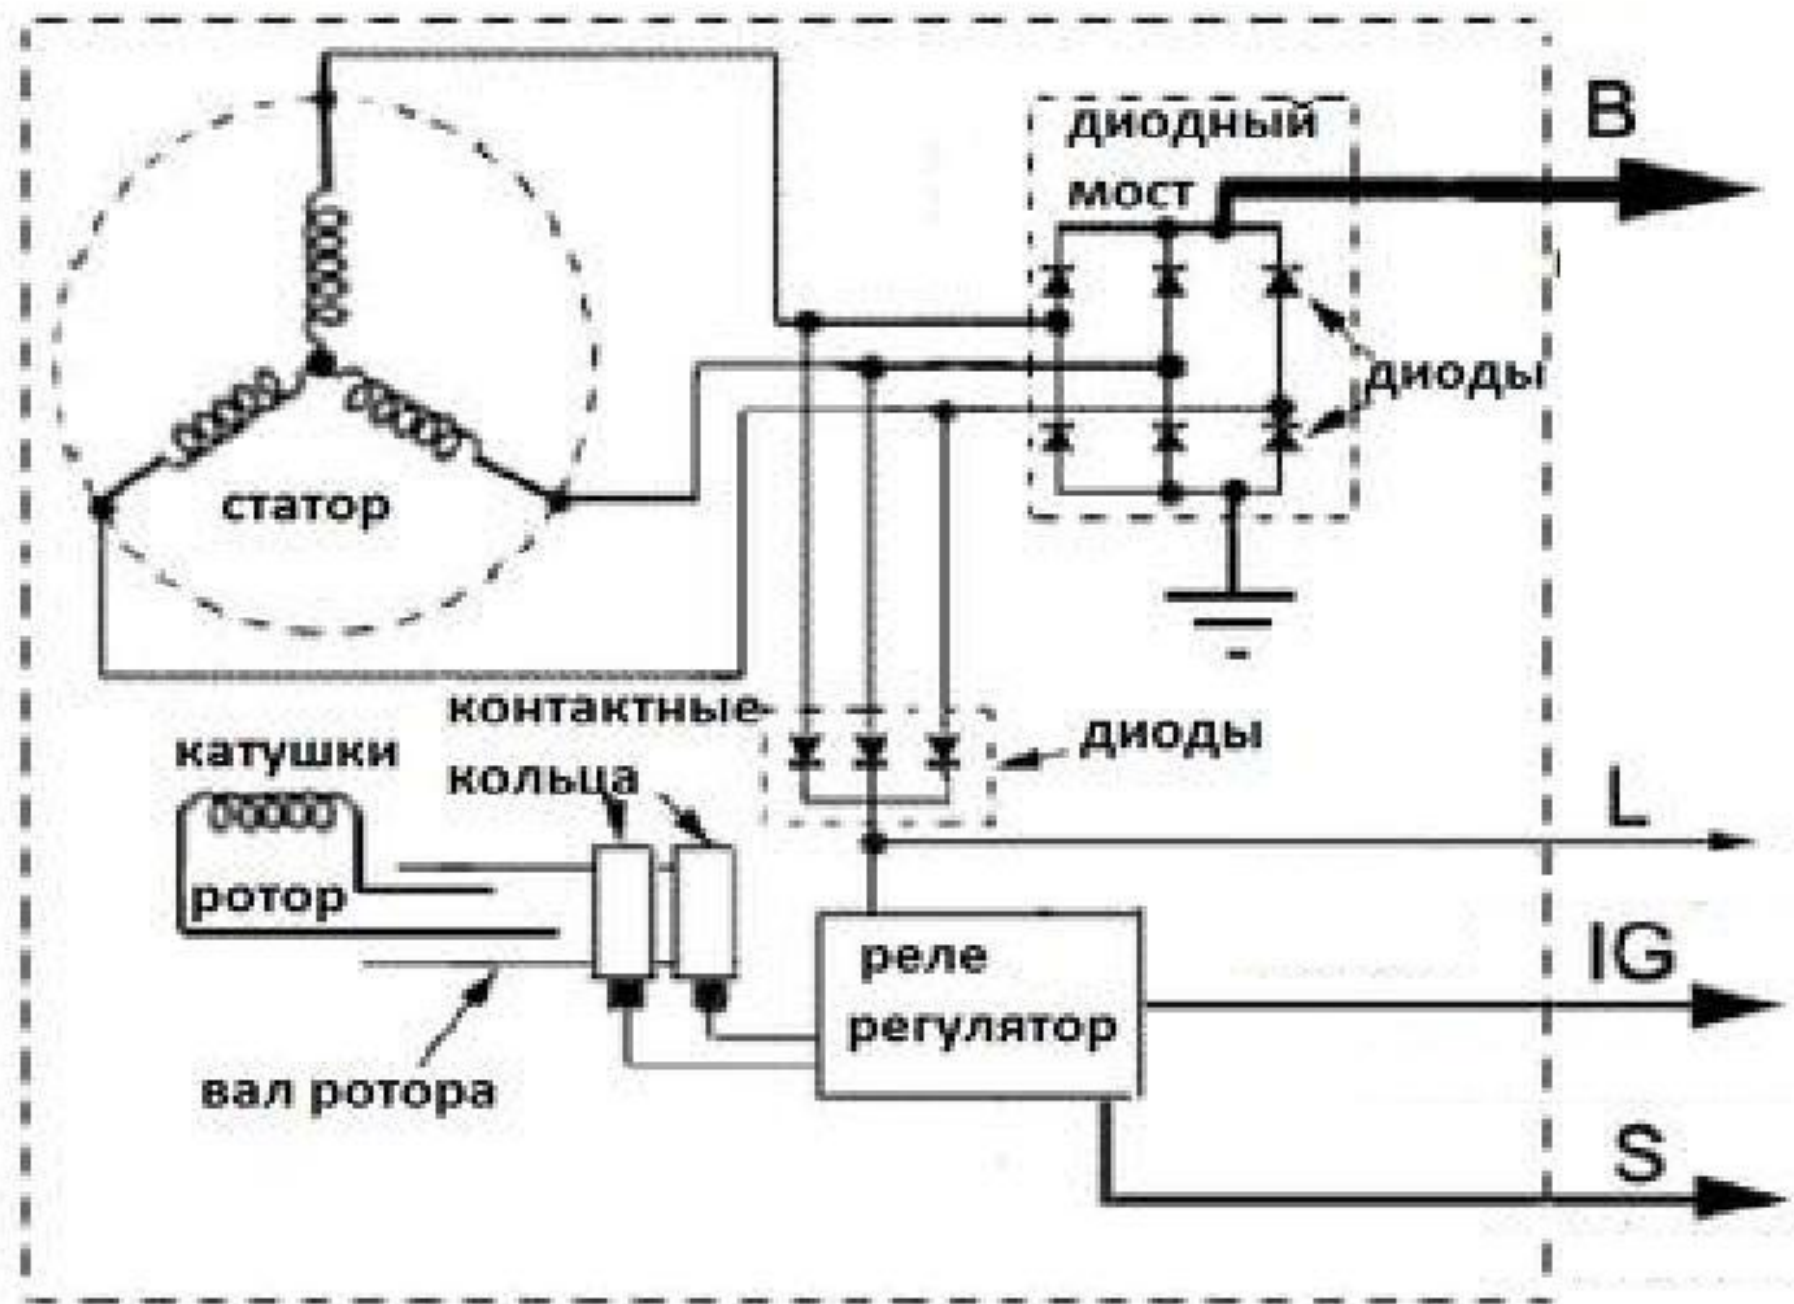 B
диодный
мост
диоды
статор
контактные
кольца
диоды
катушки
ротор
L
реле
регулятор
IG
вал ротора
S